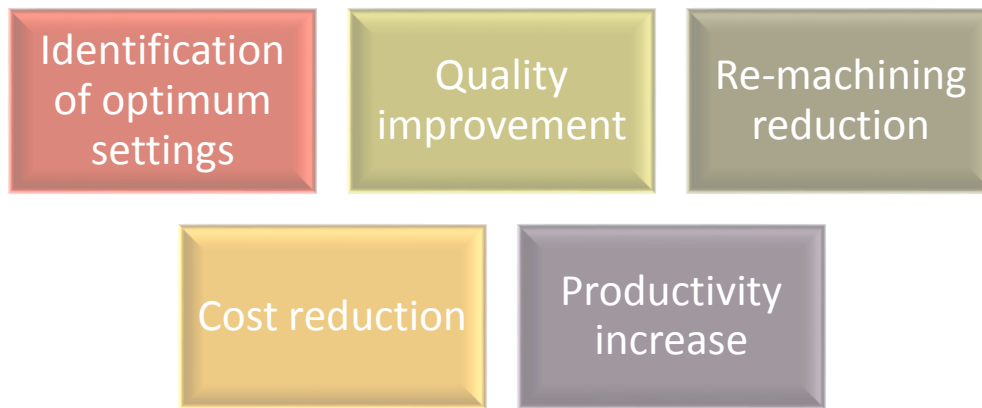 Identification
of optimum
settings
Quality
improvement
Re-machining
reduction
Cost reduction
Productivity
increase